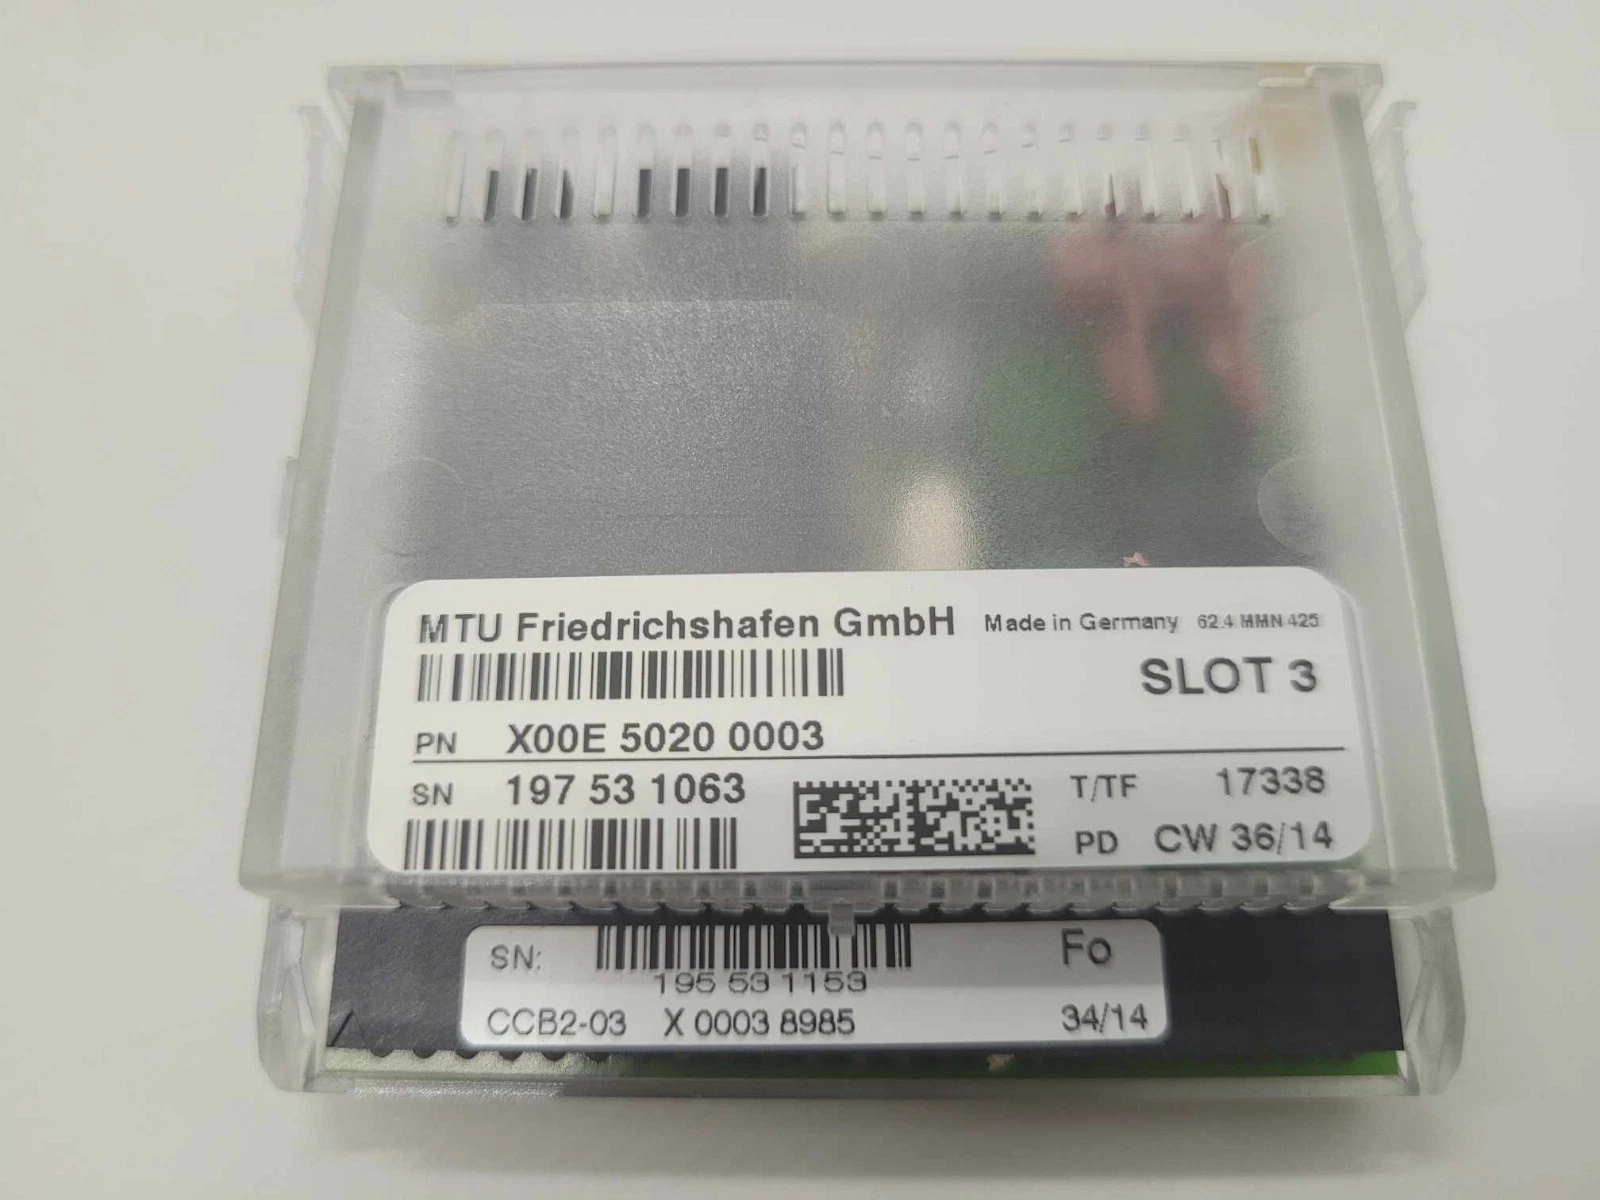 MTU Friedrichshafen GmbH Made in Germany 62.4 MMN 425
SLOT 3
PN X00E 5020 0003
SN 197 53 1063 T/TF 17338
PD CW 36/14
SN: Fo
195 53 1153
CCB2-03 X 0003 8985 34/14